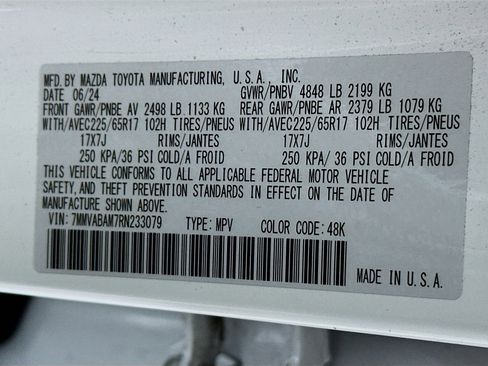 MFD. BY MAZDA TOYOTA MANUFACTURING, U.S.A., INC.
DATE 06/24 GVWR/PNBV 4848 LB 2199 KG
FRONT GAWR/PNBE AV 2498 LB 1133 KG REAR GAWR/PNBE AR 2379 LB 1079 KG
WITH/AVEC225/65R17 102H TIRES/PNEUS WITH/AVEC225/65R17 102H TIRES/PNEUS
17X7J RIMS/JANTES 17X7J RIMS/JANTES
250 KPA/36 PSI COLD/A FROID 250 KPA/36 PSI COLD/A FROID
THIS VEHICLE CONFORMS TO ALL APPLICABLE FEDERAL MOTOR VEHICLE
SAFETY, AND THEFT PREVENTION STANDARDS IN EFFECT ON THE DATE OF
MANUFACTURE SHOWN ABOVE.
VIN: 7MMVABAM7RN233079 TYPE: MPV COLOR CODE: 48K
MADE IN U.S.A.